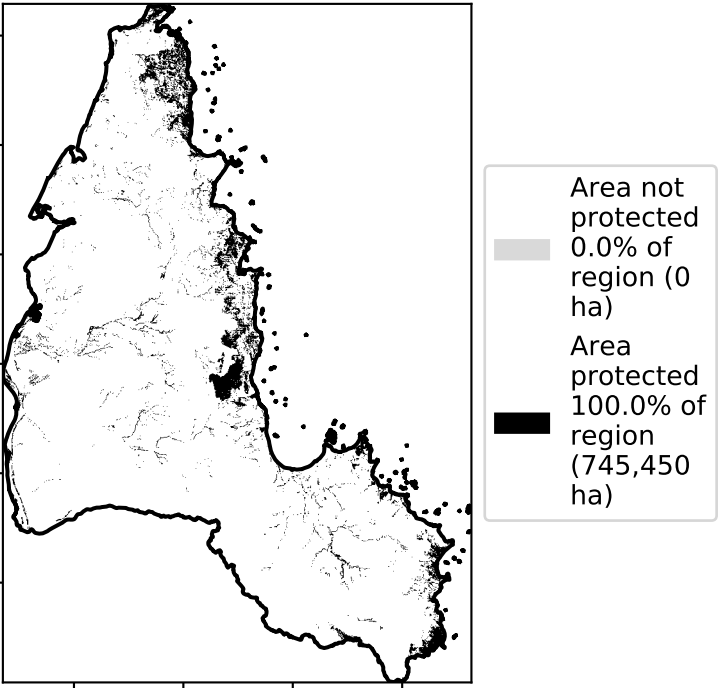 Area not
protected
0.0% of
region (0
ha)
Area
protected
100.0% of
region
(745,450
ha)